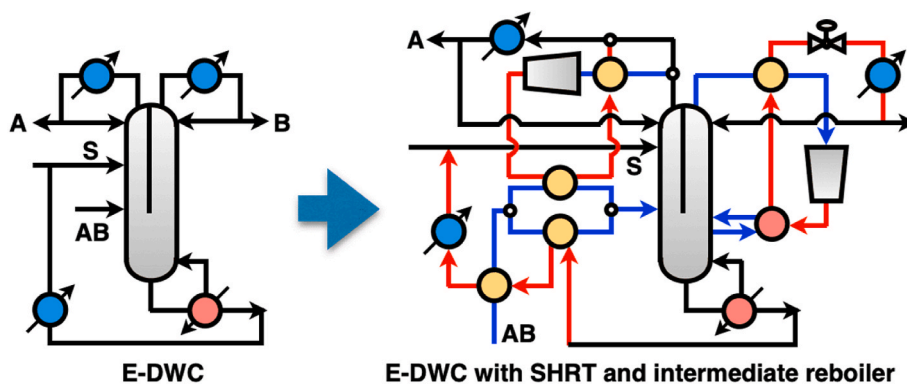 A
B
S
AB
E-DWC
A
S
AB
E-DWC with SHRT and intermediate reboiler